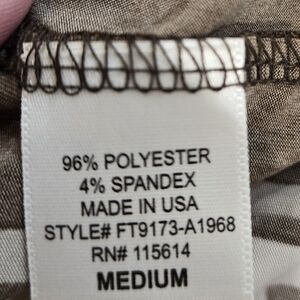 96% POLYESTER
4% SPANDEX
MADE IN USA
STYLE# FT9173-A1968
RN# 115614
MEDIUM